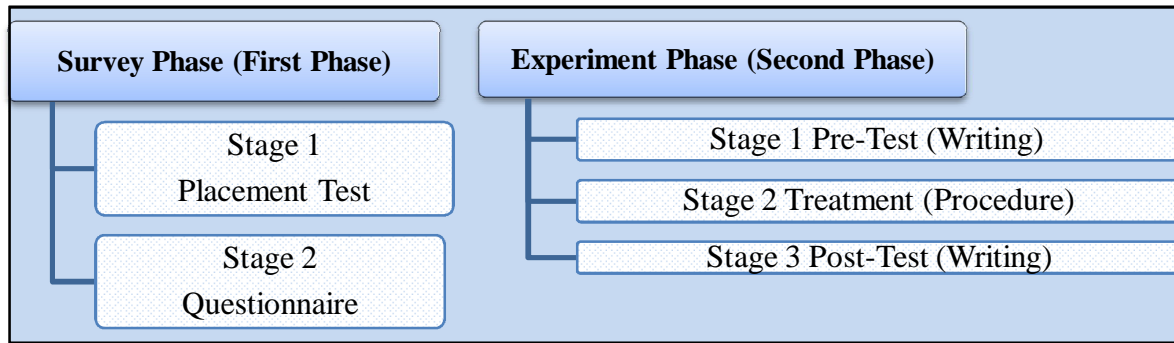 Survey Phase (First Phase)
Stage 1
Placement Test
Stage 2
Questionnaire
Experiment Phase (Second Phase)
Stage 1 Pre-Test (Writing)
Stage 2 Treatment (Procedure)
Stage 3 Post-Test (Writing)